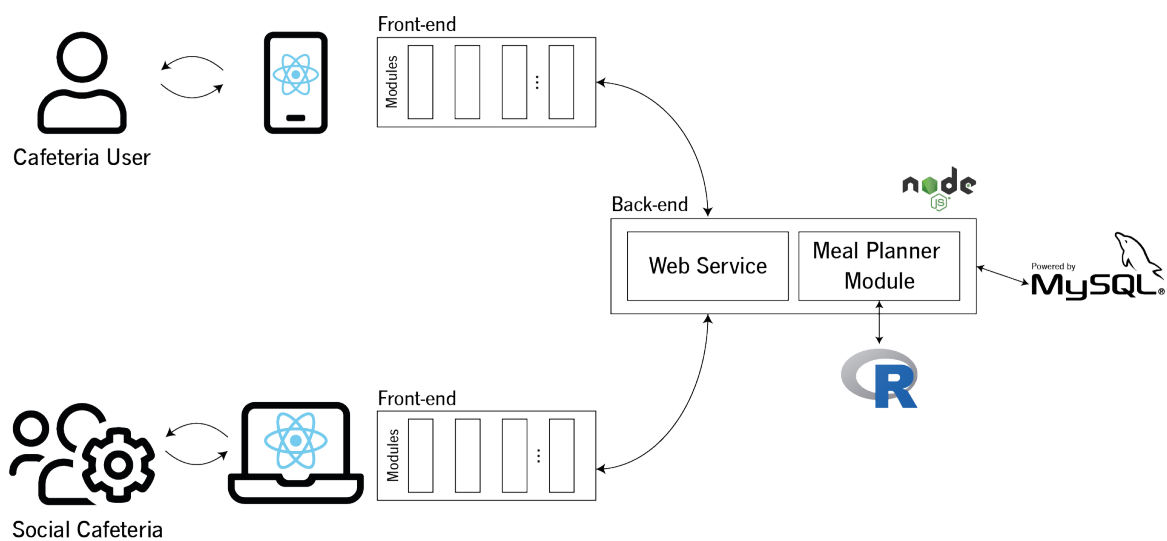 Front-end
Modules
...
Cafeteria User
node
JS
Back-end
Web Service
Meal Planner
Module
Powered by
MySQL®
R
Front-end
Modules
...
Social Cafeteria